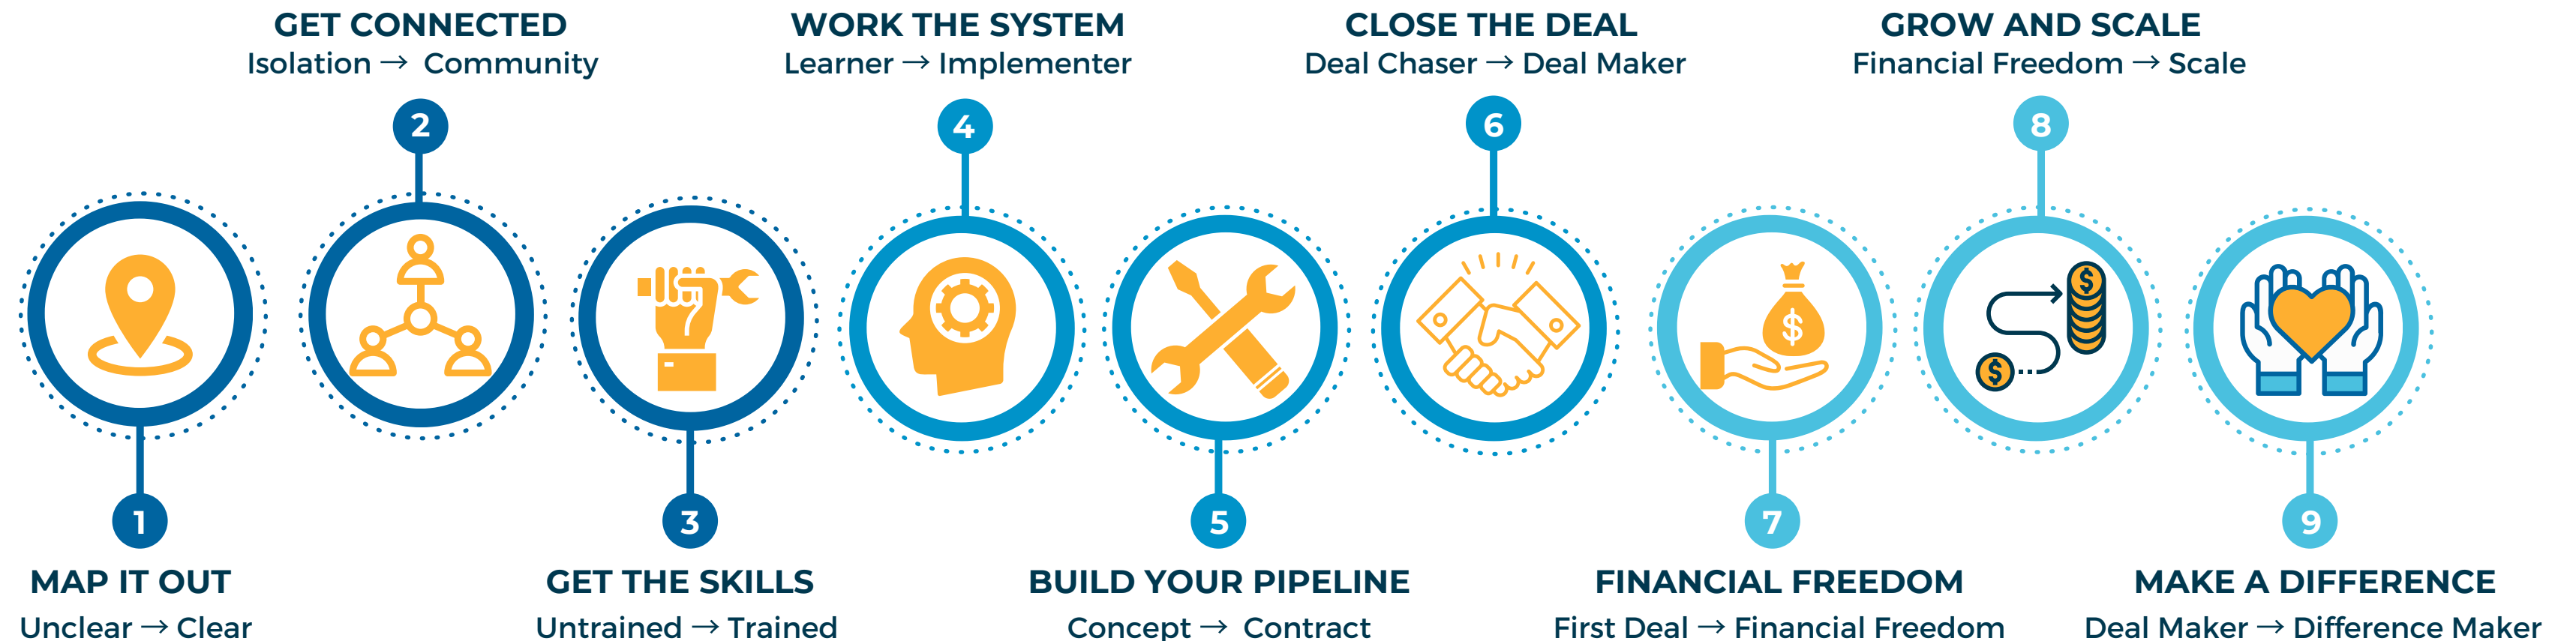 GET CONNECTED
Isolation → Community
2
WORK THE SYSTEM
Learner → Implementer
4
CLOSE THE DEAL
Deal Chaser → Deal Maker
6
GROW AND SCALE
Financial Freedom → Scale
8
$
$
$
1
MAP IT OUT
Unclear → Clear
3
GET THE SKILLS
Untrained → Trained
5
BUILD YOUR PIPELINE
Concept → Contract
7
FINANCIAL FREEDOM
First Deal → Financial Freedom
9
MAKE A DIFFERENCE
Deal Maker → Difference Maker